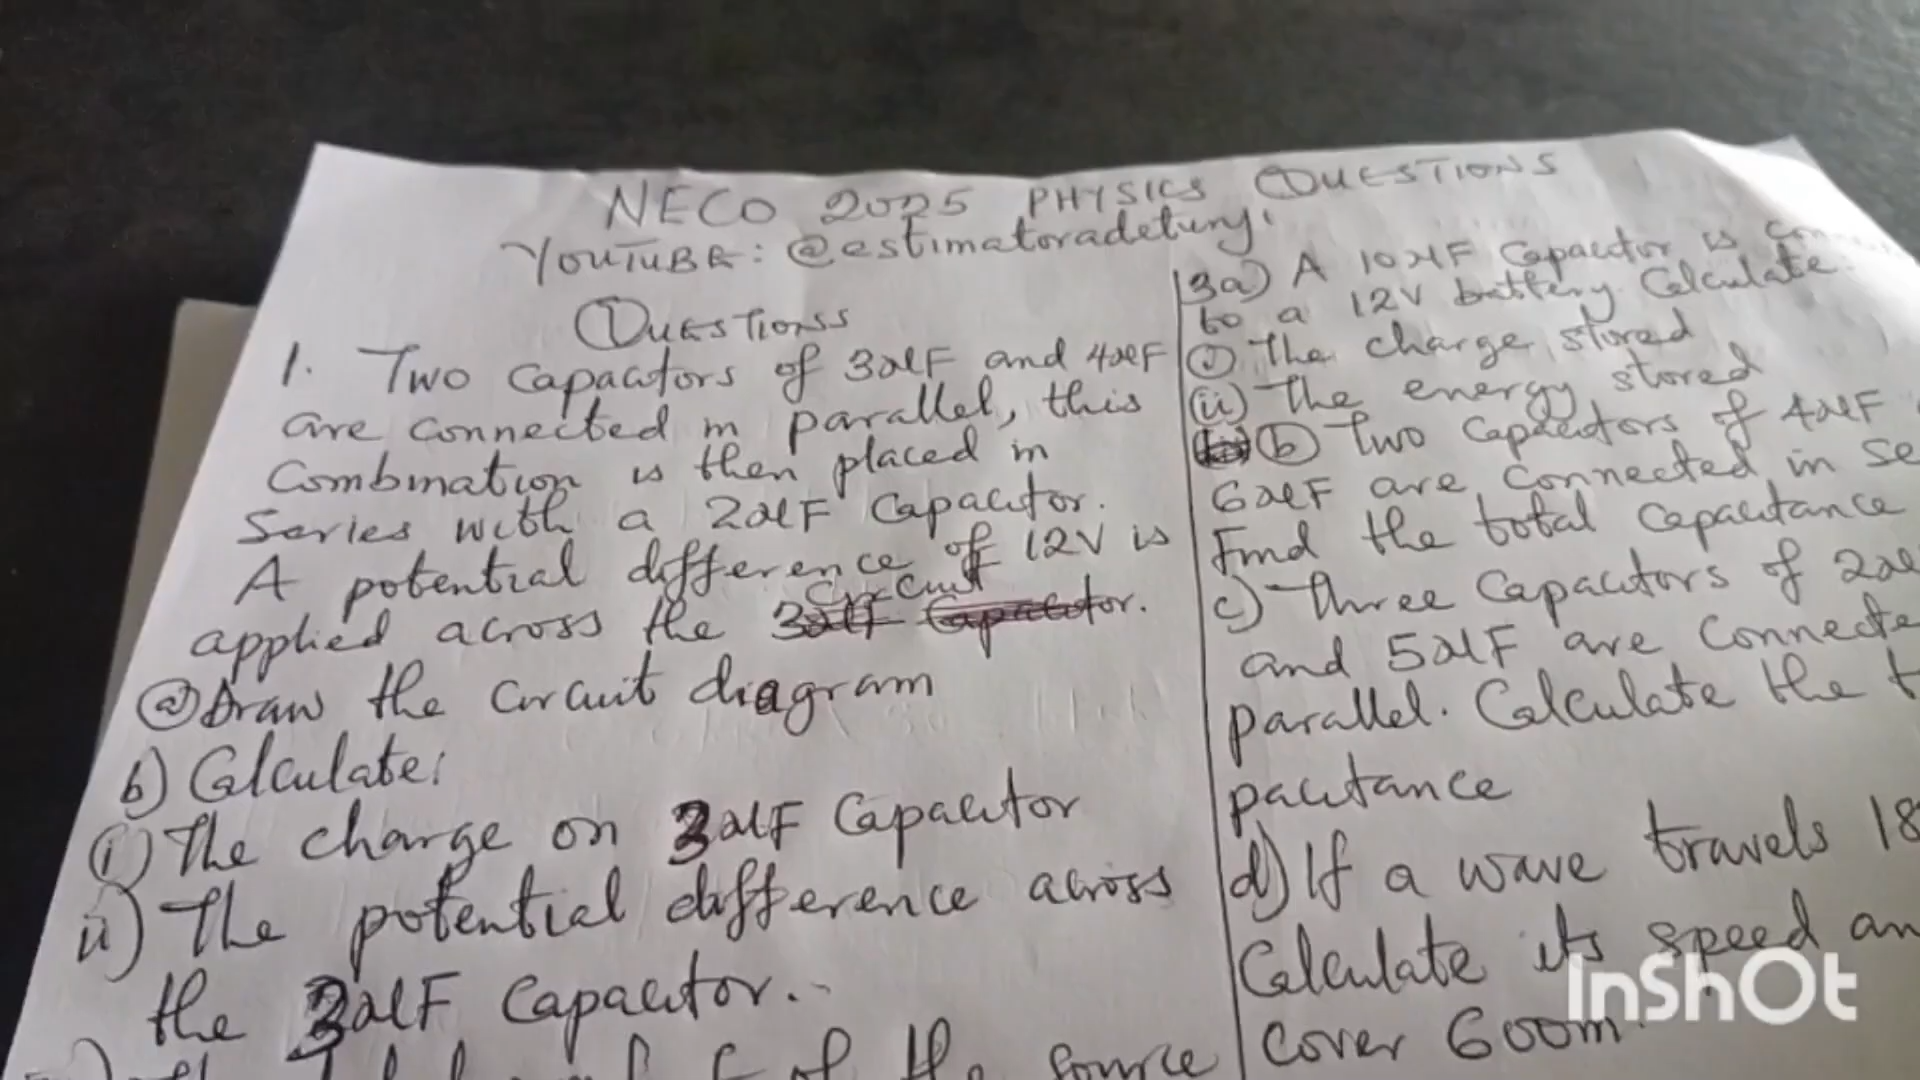 NECO 2025 PHYSICS QUESTIONS
YOUTUBE: @estimatoradetunji
QUESTIONSS
1. Two capacitors of 3μF and 4μF
are connected in parallel, this
combination is then placed in
series with a 2μF capacitor.
A potential difference of 12V is
applied across the circuit 3μF capacitor.
(a) Draw the circuit diagram
b) Calculate:
(i) The charge on 3μF capacitor
ii) The potential difference across
the 3μF capacitor.
of the source
3a) A 10μF capacitor is
to a 12V battery. Calculate:
(i) The charge stored
(ii) The energy stored
(b) Two capacitors of 4μF
6μF are connected in
Find the total capacitance
c) Three capacitors of
and 5μF are
parallel. Calculate the
pacitance
d) If a wave travels
Calculate its speed
cover 600m.
InShOt